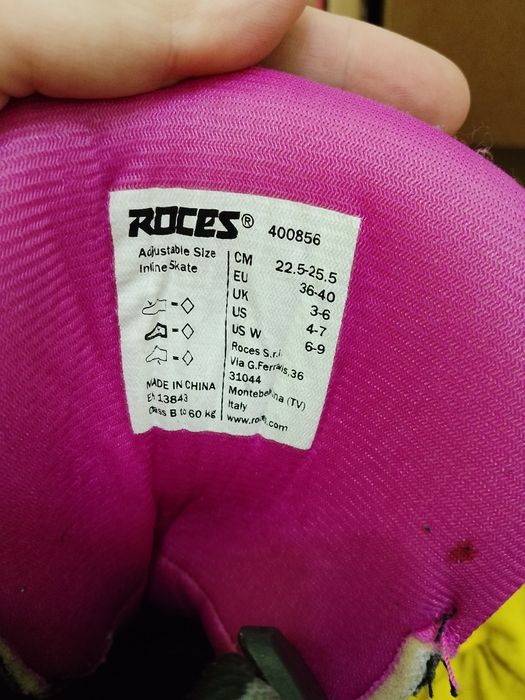 ROCES® 400856
Adjustable Size
Inline Skate
MADE IN CHINA
EN 13843
Class B to 60 kg
CM 22.5-25.5
EU 36-40
UK 3-6
US 4-7
US W 6-9
Roces S.r.l.
Via G.Ferraris,36
31044
Montebelluna (TV)
Italy
www.roces.com